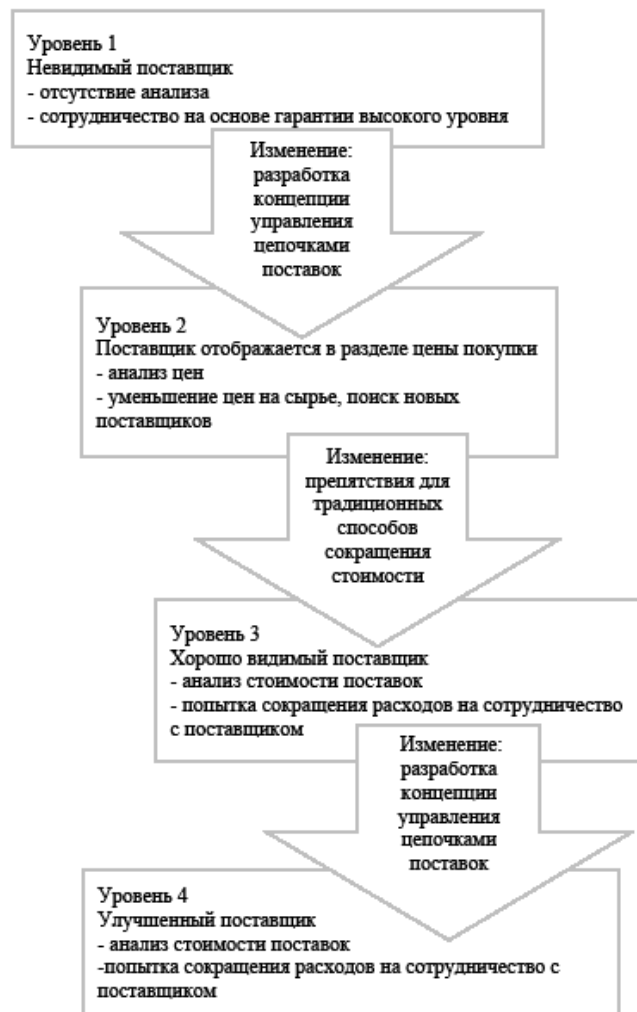 Уровень 1
Невидимый поставщик
- отсутствие анализа
- сотрудничество на основе гарантии высокого уровня
Изменение:
разработка
концепции
управления
цепочками
поставок
Уровень 2
Поставщик отображается в разделе цены покупки
- анализ цен
- уменьшение цен на сырье, поиск новых
поставщиков
Изменение:
препятствия для
традиционных
способов
сокращения
стоимости
Уровень 3
Хорошо видимый поставщик
- анализ стоимости поставок
- попытка сокращения расходов на сотрудничество
с поставщиком
Изменение:
разработка
концепции
управления
цепочками
поставок
Уровень 4
Улучшенный поставщик
- анализ стоимости поставок
-попытка сокращения расходов на сотрудничество с
поставщиком